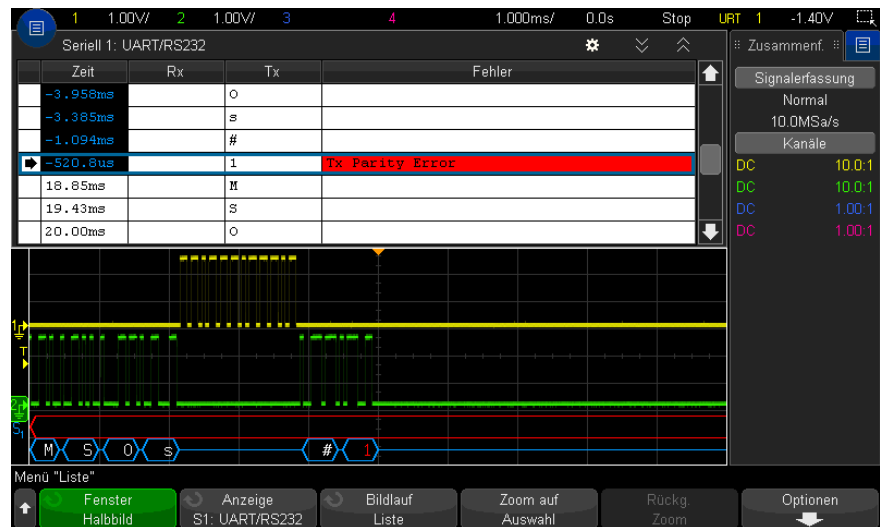 1 1.00V/ 2 1.00V/ 3 4 1.000ms/ 0.0s Stop URT 1 -1.40V
Seriell 1: UART/RS232
Zusammenf.
Zeit Rx Tx Fehler
-3.958ms O
-3.385ms s
-1.094ms #
-520.8us 1 Tx Parity Error
18.85ms M
19.43ms S
20.00ms O
Signalerfassung
Normal
10.0MSa/s
Kanäle
DC 10.0:1
DC 10.0:1
DC 1.00:1
DC 1.00:1
1
T
2
S1
M S O s # 1
Menü "Liste"
Fenster
Halbbild
Anzeige
S1: UART/RS232
Bildlauf
Liste
Zoom auf
Auswahl
Rückg.
Zoom
Optionen